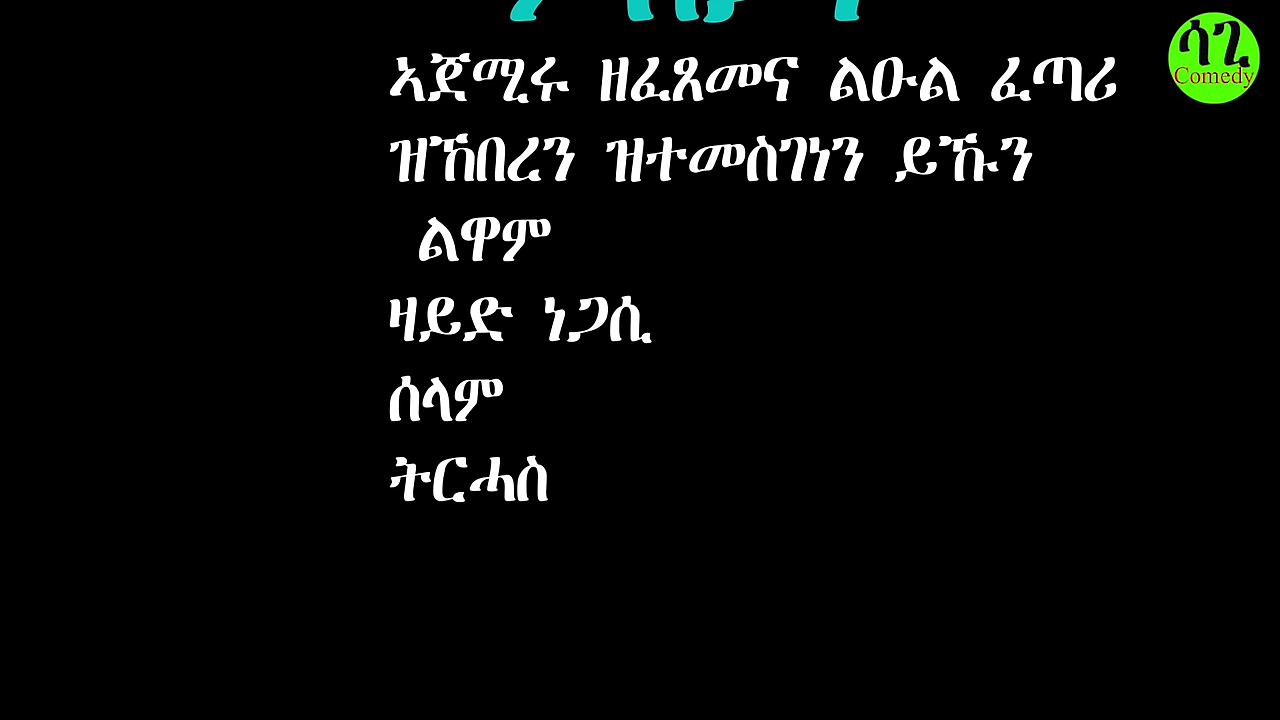 ሳጊ
Comedy
ኣጀሚሩ ዘፈጸመና ልዑል ፈጣሪ
ዝኸበረን ዝተመስገነን ይኹን
ልዋም
ዛይድ ነጋሲ
ሰላም
ትርሓስ